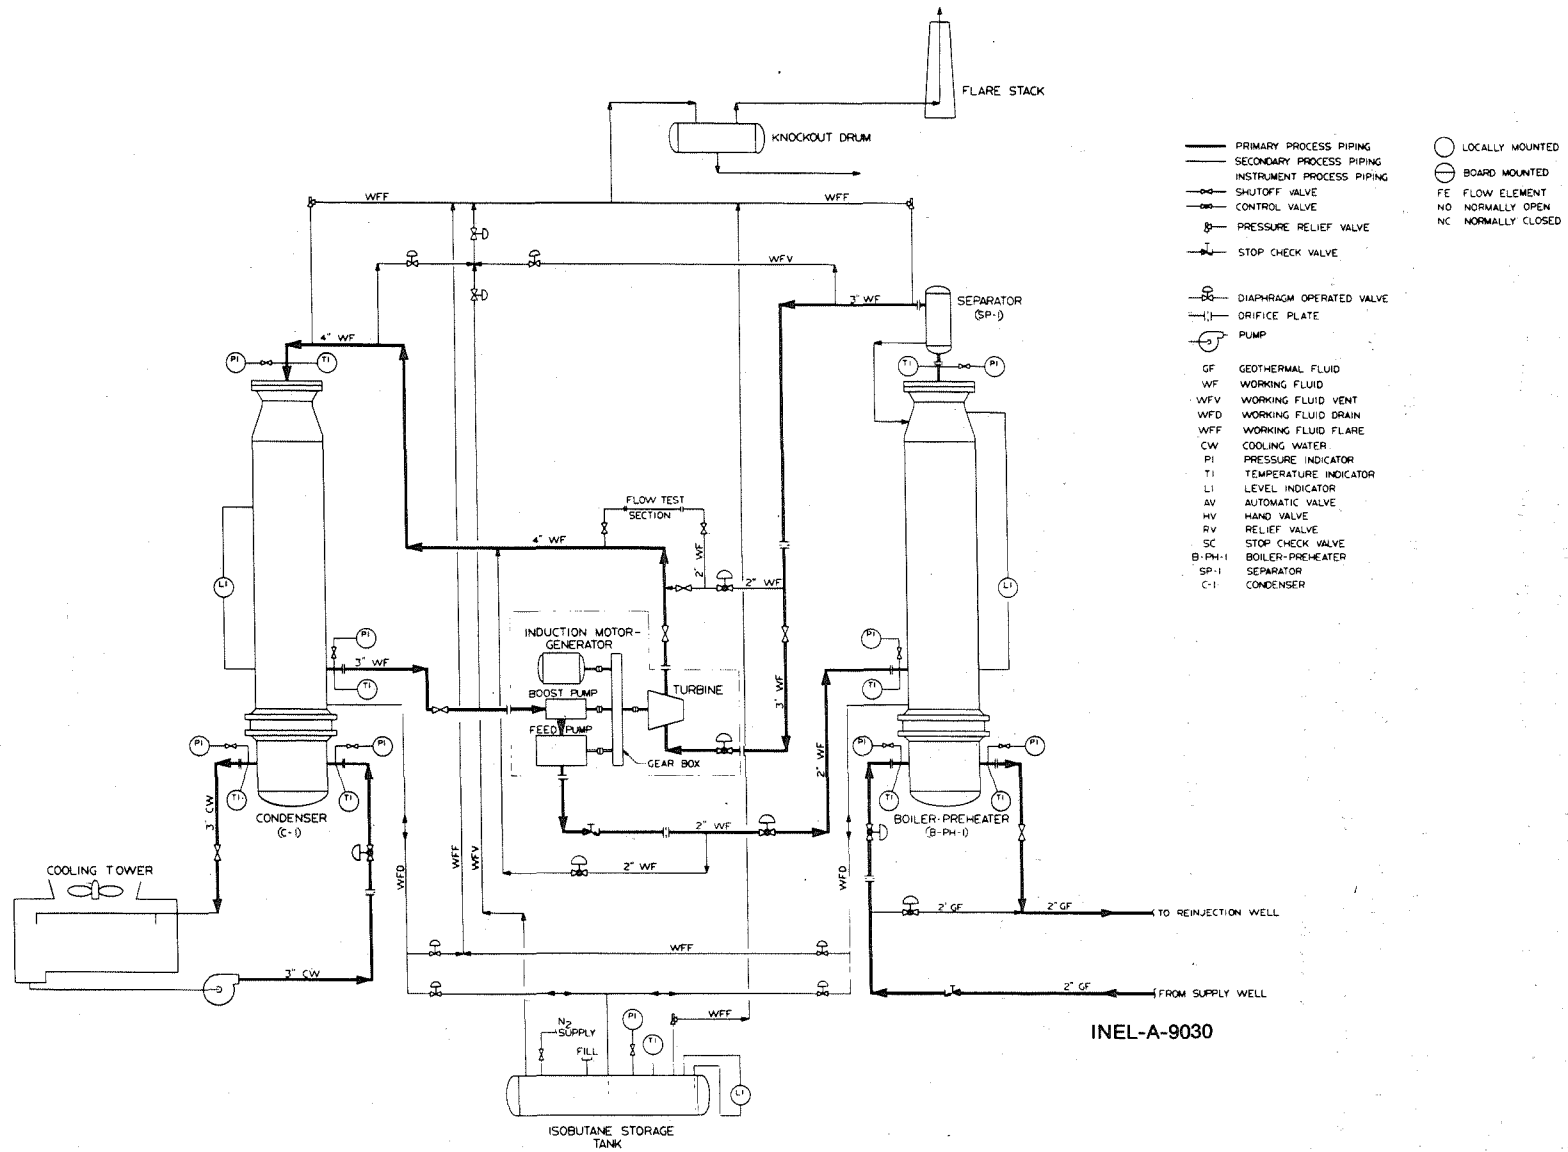 FLARE STACK
KNOCKOUT DRUM
WFF
WFF
WFV
3" WF
SEPARATOR
(SP-1)
4" WF
PI
TI
TI
PI
FLOW TEST
SECTION
4" WF
2" WF
2" WF
LI
LI
INDUCTION MOTOR-
GENERATOR
PI
3" WF
TI
BOOST PUMP
TURBINE
FEED PUMP
GEAR BOX
3" WF
PI
TI
2" WF
PI
PI
TI
TI
3" CW
CONDENSER
(C-1)
PI
PI
TI
TI
BOILER-PREHEATER
(B-PH-1)
2" WF
2" WF
COOLING TOWER
WFD
WFF
WFV
WFD
3" CW
2" GF
2" GF
TO REINJECTION WELL
WFF
2" GF
FROM SUPPLY WELL
N2
SUPPLY
FILL
PI
TI
WFF
LI
ISOBUTANE STORAGE
TANK
INEL-A-9030
PRIMARY PROCESS PIPING
SECONDARY PROCESS PIPING
INSTRUMENT PROCESS PIPING
SHUTOFF VALVE
CONTROL VALVE
PRESSURE RELIEF VALVE
STOP CHECK VALVE
DIAPHRAGM OPERATED VALVE
ORIFICE PLATE
PUMP
GF GEOTHERMAL FLUID
WF WORKING FLUID
WFV WORKING FLUID VENT
WFD WORKING FLUID DRAIN
WFF WORKING FLUID FLARE
CW COOLING WATER
PI PRESSURE INDICATOR
TI TEMPERATURE INDICATOR
LI LEVEL INDICATOR
AV AUTOMATIC VALVE
HV HAND VALVE
RV RELIEF VALVE
SC STOP CHECK VALVE
B-PH-1 BOILER-PREHEATER
SP-1 SEPARATOR
C-1 CONDENSER
LOCALLY MOUNTED
BOARD MOUNTED
FE FLOW ELEMENT
NO NORMALLY OPEN
NC NORMALLY CLOSED